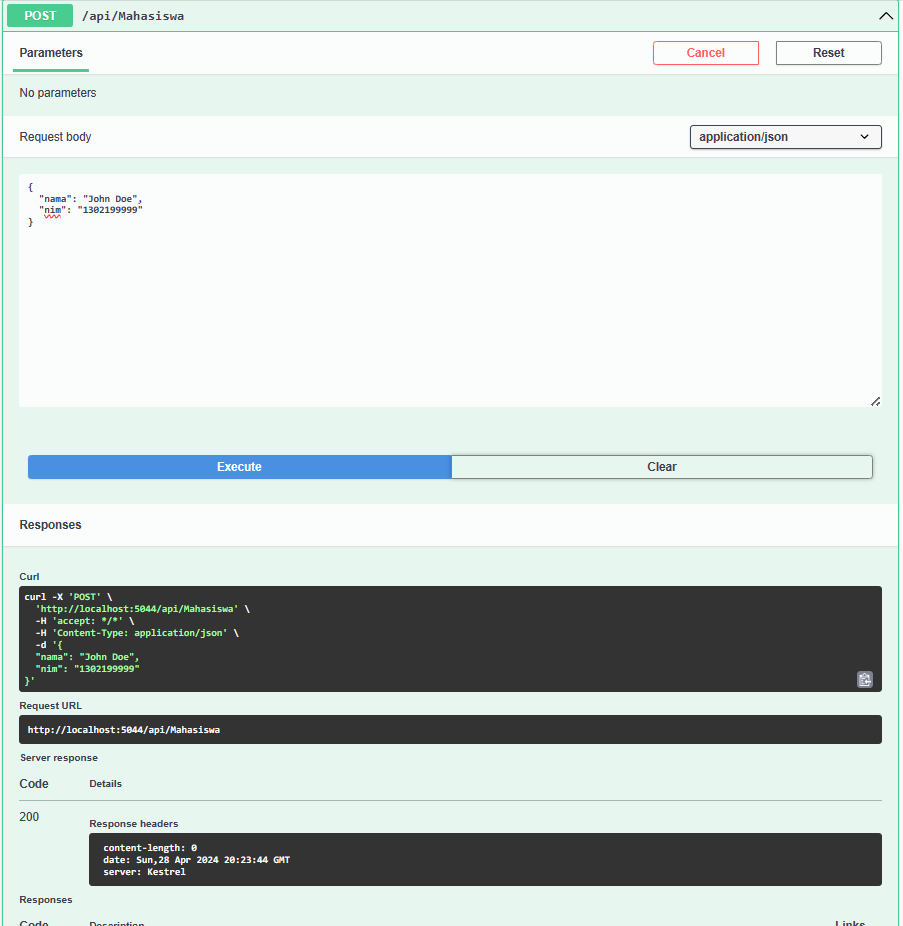 POST /api/Mahasiswa
Parameters Cancel Reset
No parameters
Request body application/json
{
"nama": "John Doe",
"nim": "1302199999"
}
Execute Clear
Responses
Curl
curl -X 'POST' \
'http://localhost:5044/api/Mahasiswa' \
-H 'accept: */*' \
-H 'Content-Type: application/json' \
-d '{
"nama": "John Doe",
"nim": "1302199999"
}'
Request URL
http://localhost:5044/api/Mahasiswa
Server response
Code Details
200
Response headers
content-length: 0
date: Sun,28 Apr 2024 20:23:44 GMT
server: Kestrel
Responses
Code Description Links